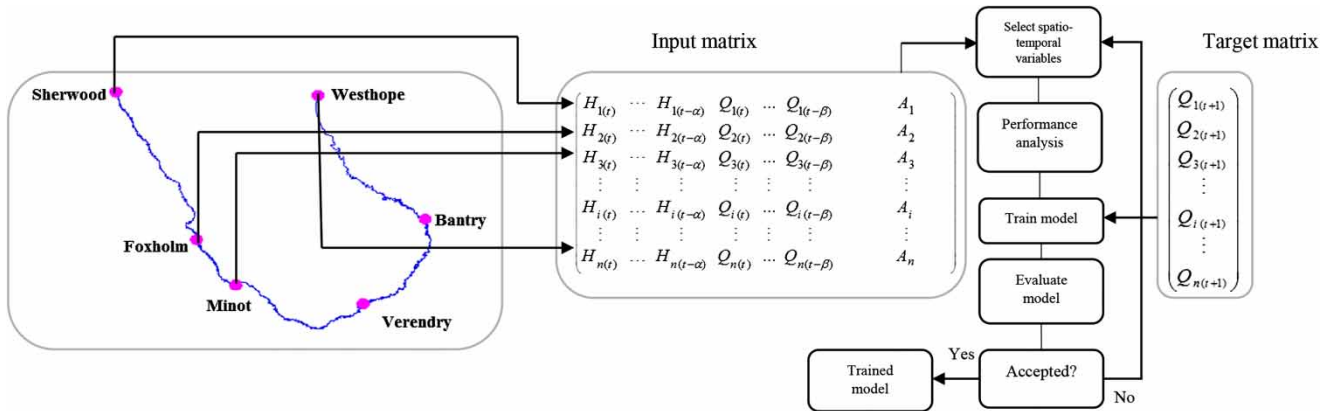 Input matrix
Target matrix
Sherwood
Westhope
Bantry
Foxholm
Minot
Verendry
H1(t) ... H1(t−α) Q1(t) ... Q1(t−β) A1
H2(t) ... H2(t−α) Q2(t) ... Q2(t−β) A2
H3(t) ... H3(t−α) Q3(t) ... Q3(t−β) A3
⋮ ⋮ ⋮ ⋮ ⋮ ⋮ ⋮
Hi(t) ... Hi(t−α) Qi(t) ... Qi(t−β) Ai
⋮ ⋮ ⋮ ⋮ ⋮ ⋮ ⋮
Hn(t) ... Hn(t−α) Qn(t) ... Qn(t−β) An
Select spatio-
temporal
variables
Performance
analysis
Train model
Evaluate
model
Accepted?
Yes
No
Trained
model
Q1(t+1)
Q2(t+1)
Q3(t+1)
⋮
Qi(t+1)
⋮
Qn(t+1)